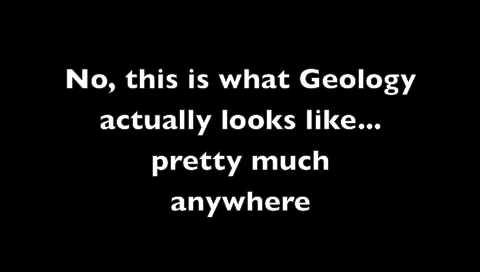 No, this is what Geology
actually looks like...
pretty much
anywhere